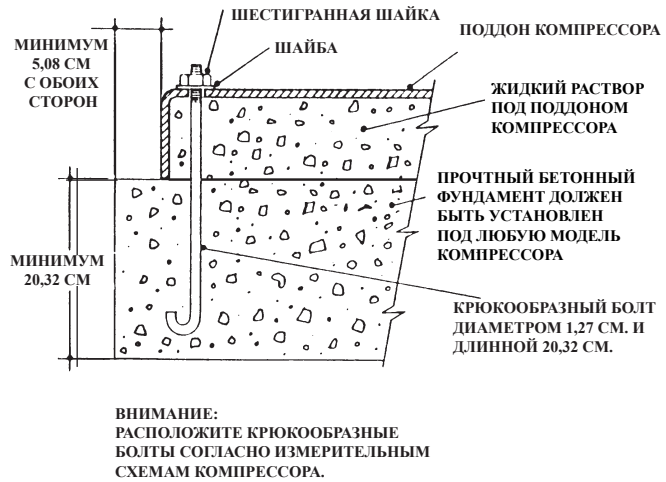 ШЕСТИГРАННАЯ ШАЙКА
ШАЙБА
ПОДДОН КОМПРЕССОРА
МИНИМУМ
5,08 СМ
С ОБОИХ
СТОРОН
ЖИДКИЙ РАСТВОР
ПОД ПОДДОНОМ
КОМПРЕССОРА
ПРОЧТНЫЙ БЕТОННЫЙ
ФУНДАМЕНТ ДОЛЖЕН
БЫТЬ УСТАНОВЛЕН
ПОД ЛЮБУЮ МОДЕЛЬ
КОМПРЕССОРА
МИНИМУМ
20,32 СМ
КРЮКООБРАЗНЫЙ БОЛТ
ДИАМЕТРОМ 1,27 СМ. И
ДЛИННОЙ 20,32 СМ.
ВНИМАНИЕ:
РАСПОЛОЖИТЕ КРЮКООБРАЗНЫЕ
БОЛТЫ СОГЛАСНО ИЗМЕРИТЕЛЬНЫМ
СХЕМАМ КОМПРЕССОРА.